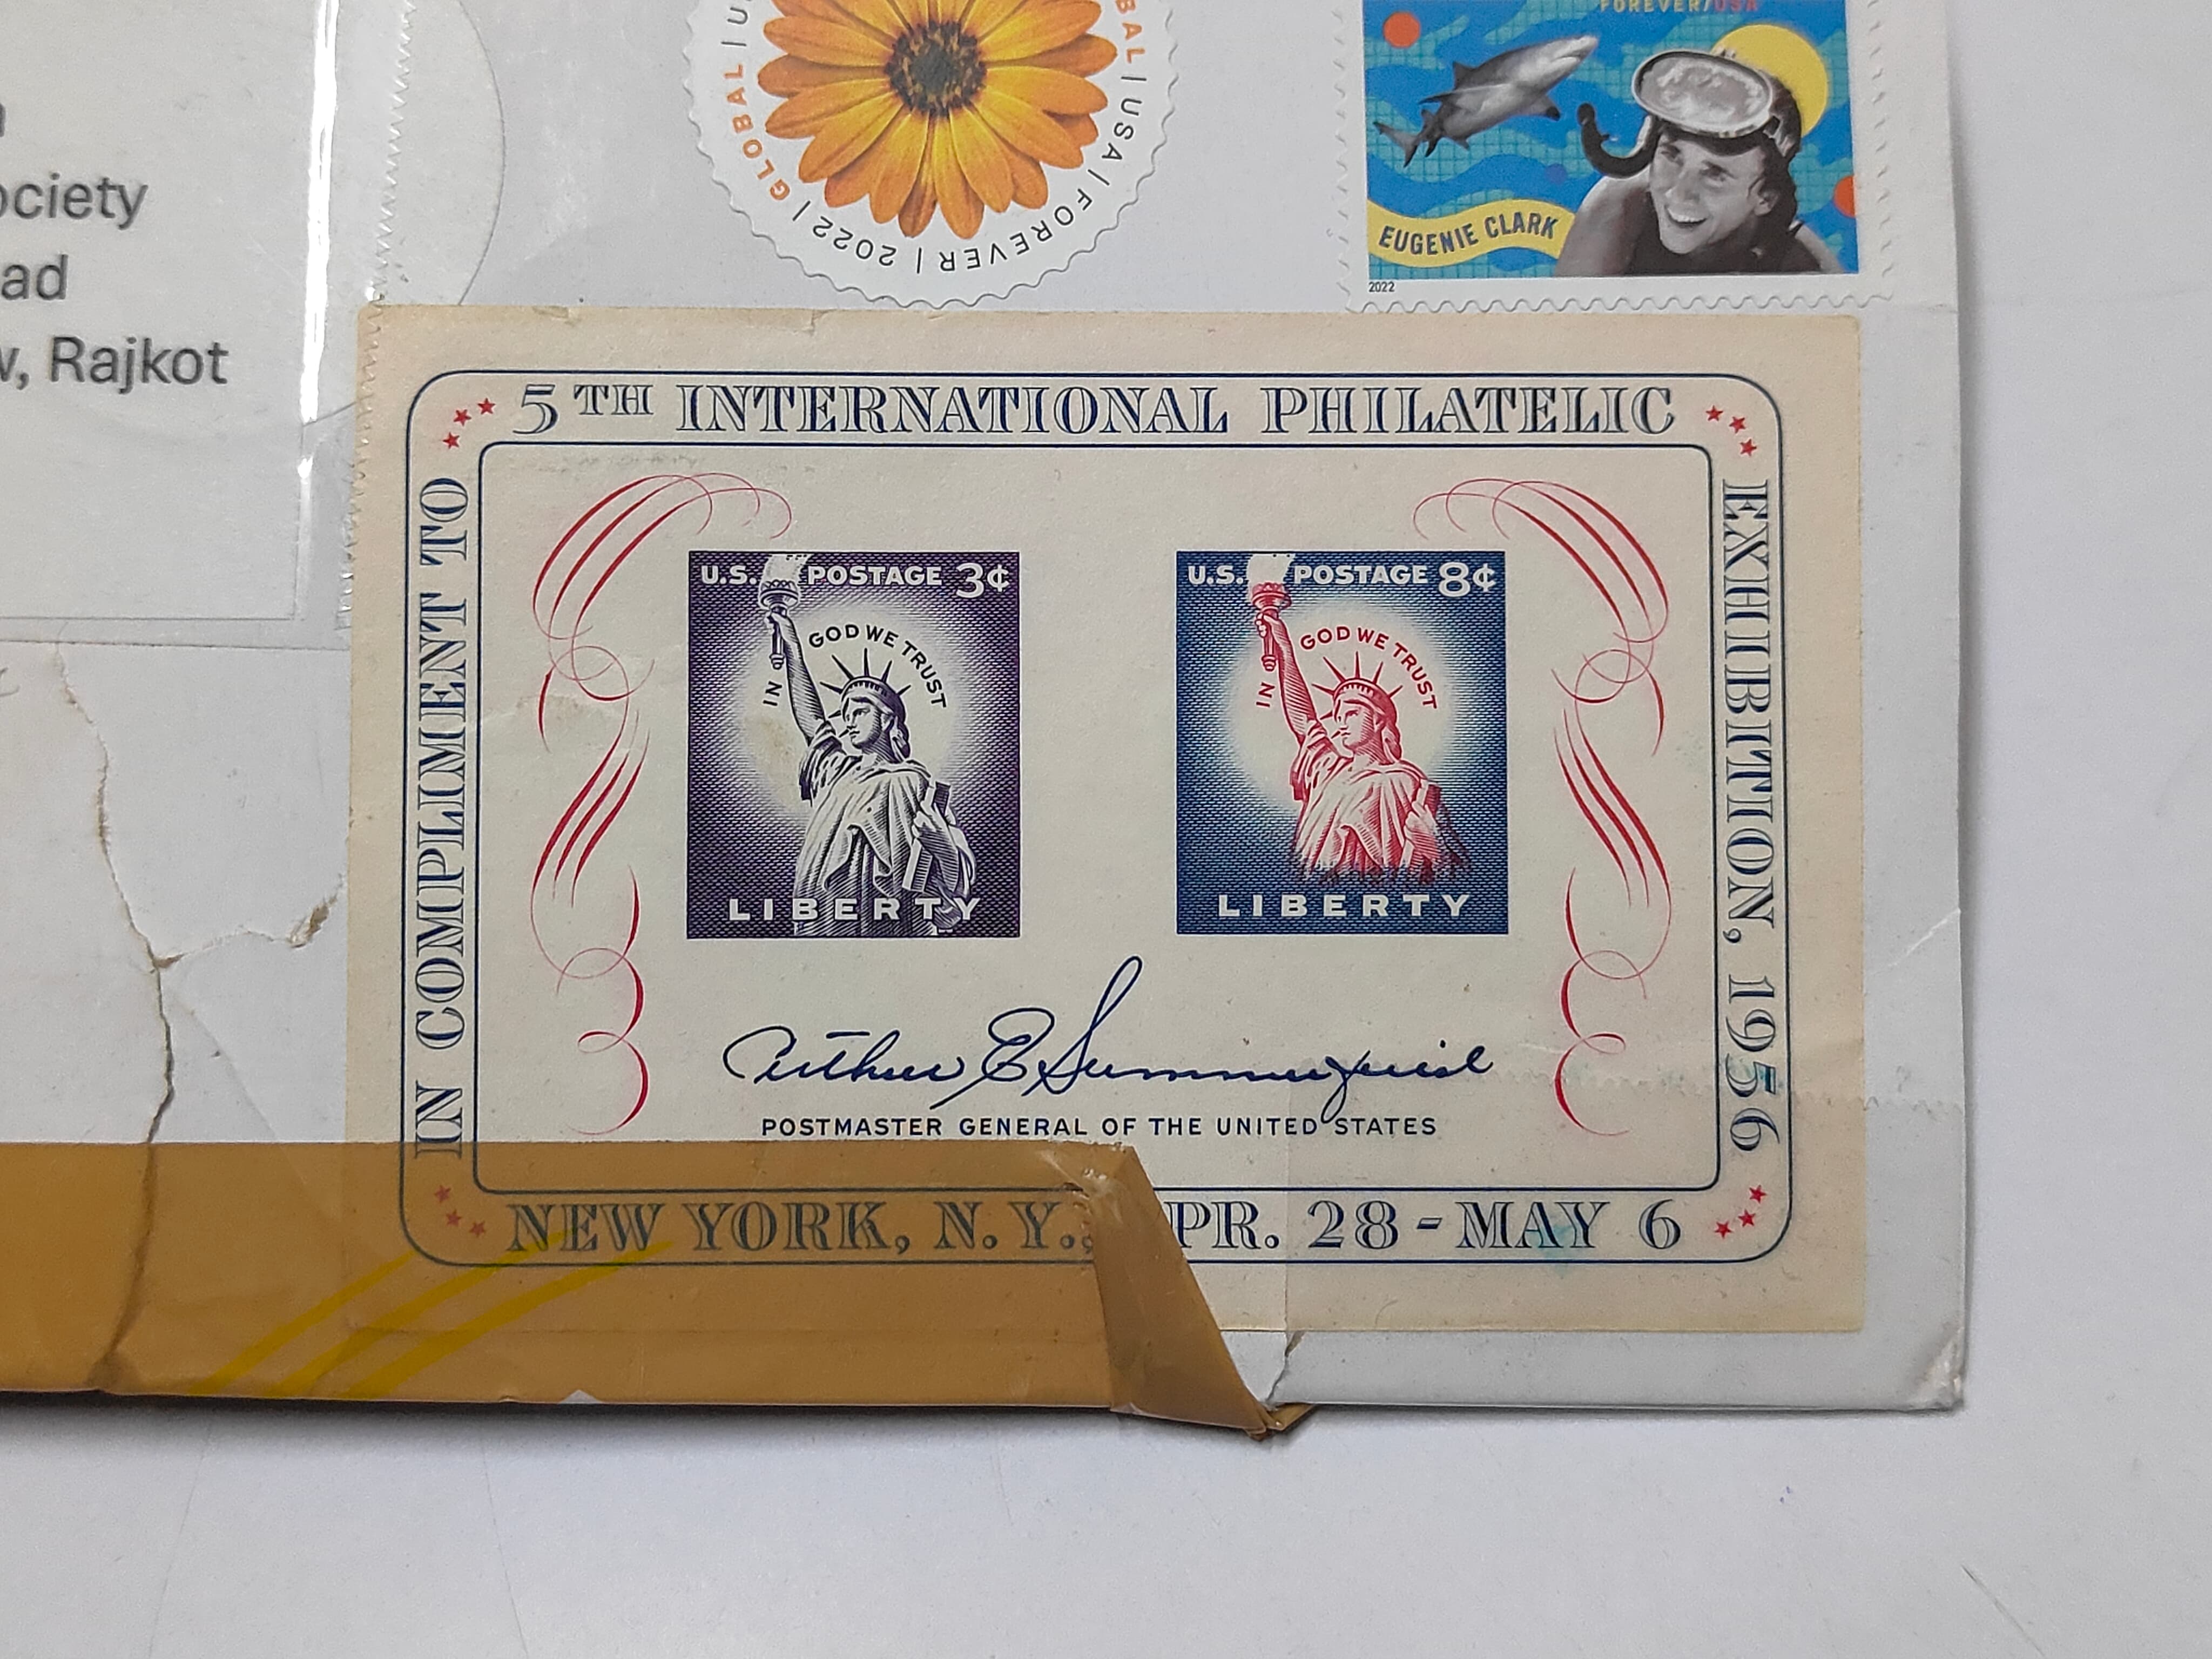 ociety
ad
, Rajkot
GLOBAL | USA | FOREVER | 2022 |
FOREVER/USA
EUGENIE CLARK
2022
IN COMPLIMENT TO
5TH INTERNATIONAL PHILATELIC
EXHIBITION, 1956
U.S. POSTAGE 3¢
IN GOD WE TRUST
LIBERTY
U.S. POSTAGE 8¢
IN GOD WE TRUST
LIBERTY
Arthur E Summerfield
POSTMASTER GENERAL OF THE UNITED STATES
NEW YORK, N. Y., PR. 28 - MAY 6